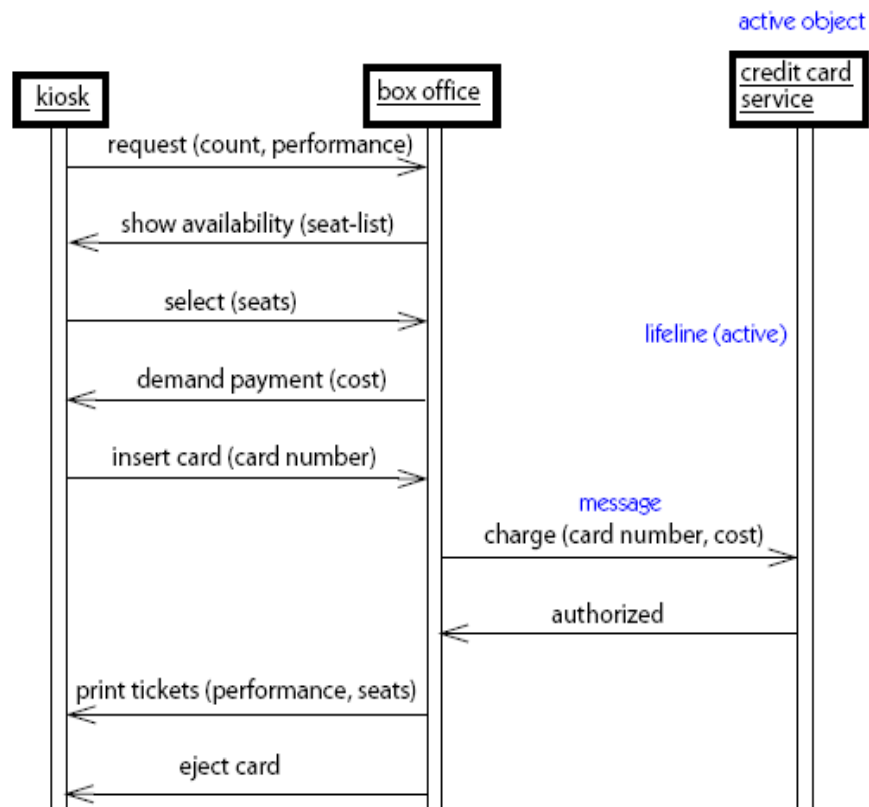 active object
kiosk
box office
credit card
service
request (count, performance)
show availability (seat-list)
select (seats)
lifeline (active)
demand payment (cost)
insert card (card number)
message
charge (card number, cost)
authorized
print tickets (performance, seats)
eject card